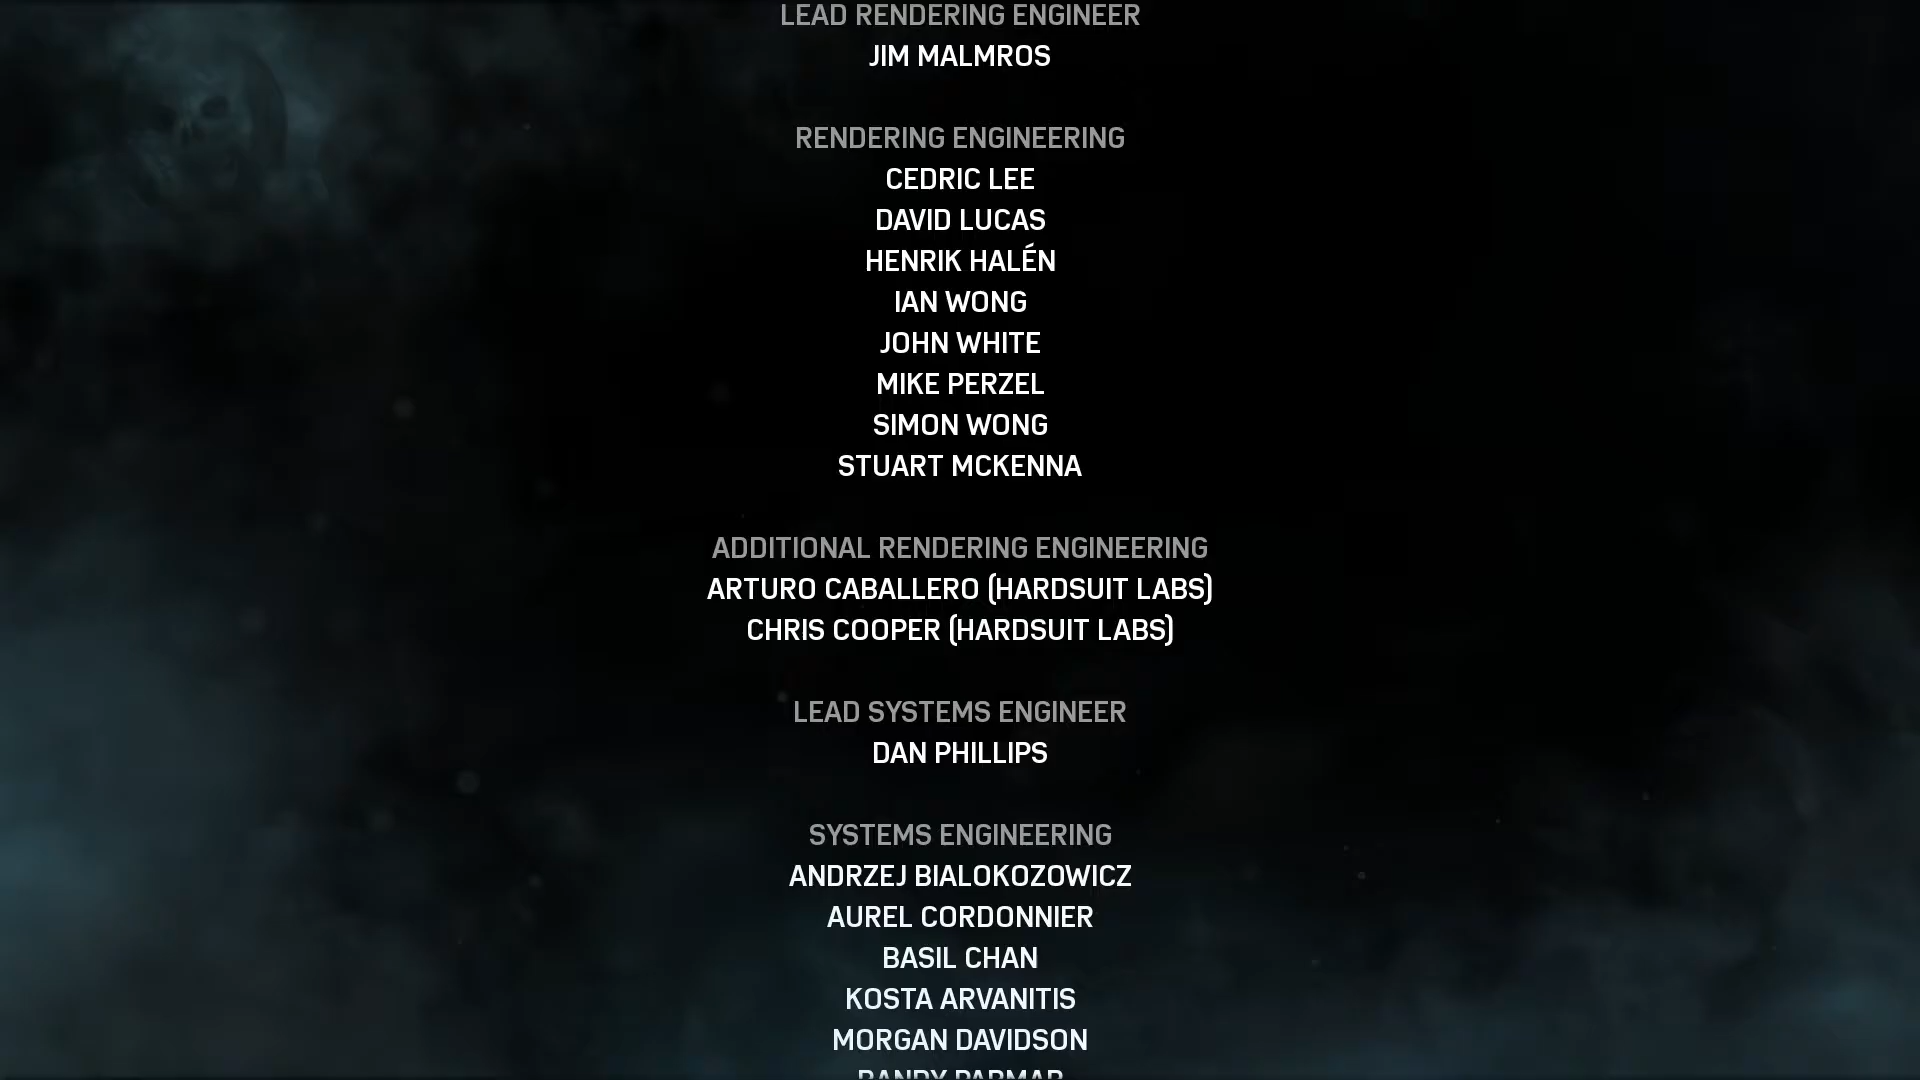 LEAD RENDERING ENGINEER
JIM MALMROS
RENDERING ENGINEERING
CEDRIC LEE
DAVID LUCAS
HENRIK HALÉN
IAN WONG
JOHN WHITE
MIKE PERZEL
SIMON WONG
STUART MCKENNA
ADDITIONAL RENDERING ENGINEERING
ARTURO CABALLERO (HARDSUIT LABS)
CHRIS COOPER (HARDSUIT LABS)
LEAD SYSTEMS ENGINEER
DAN PHILLIPS
SYSTEMS ENGINEERING
ANDRZEJ BIALOKOZOWICZ
AUREL CORDONNIER
BASIL CHAN
KOSTA ARVANITIS
MORGAN DAVIDSON